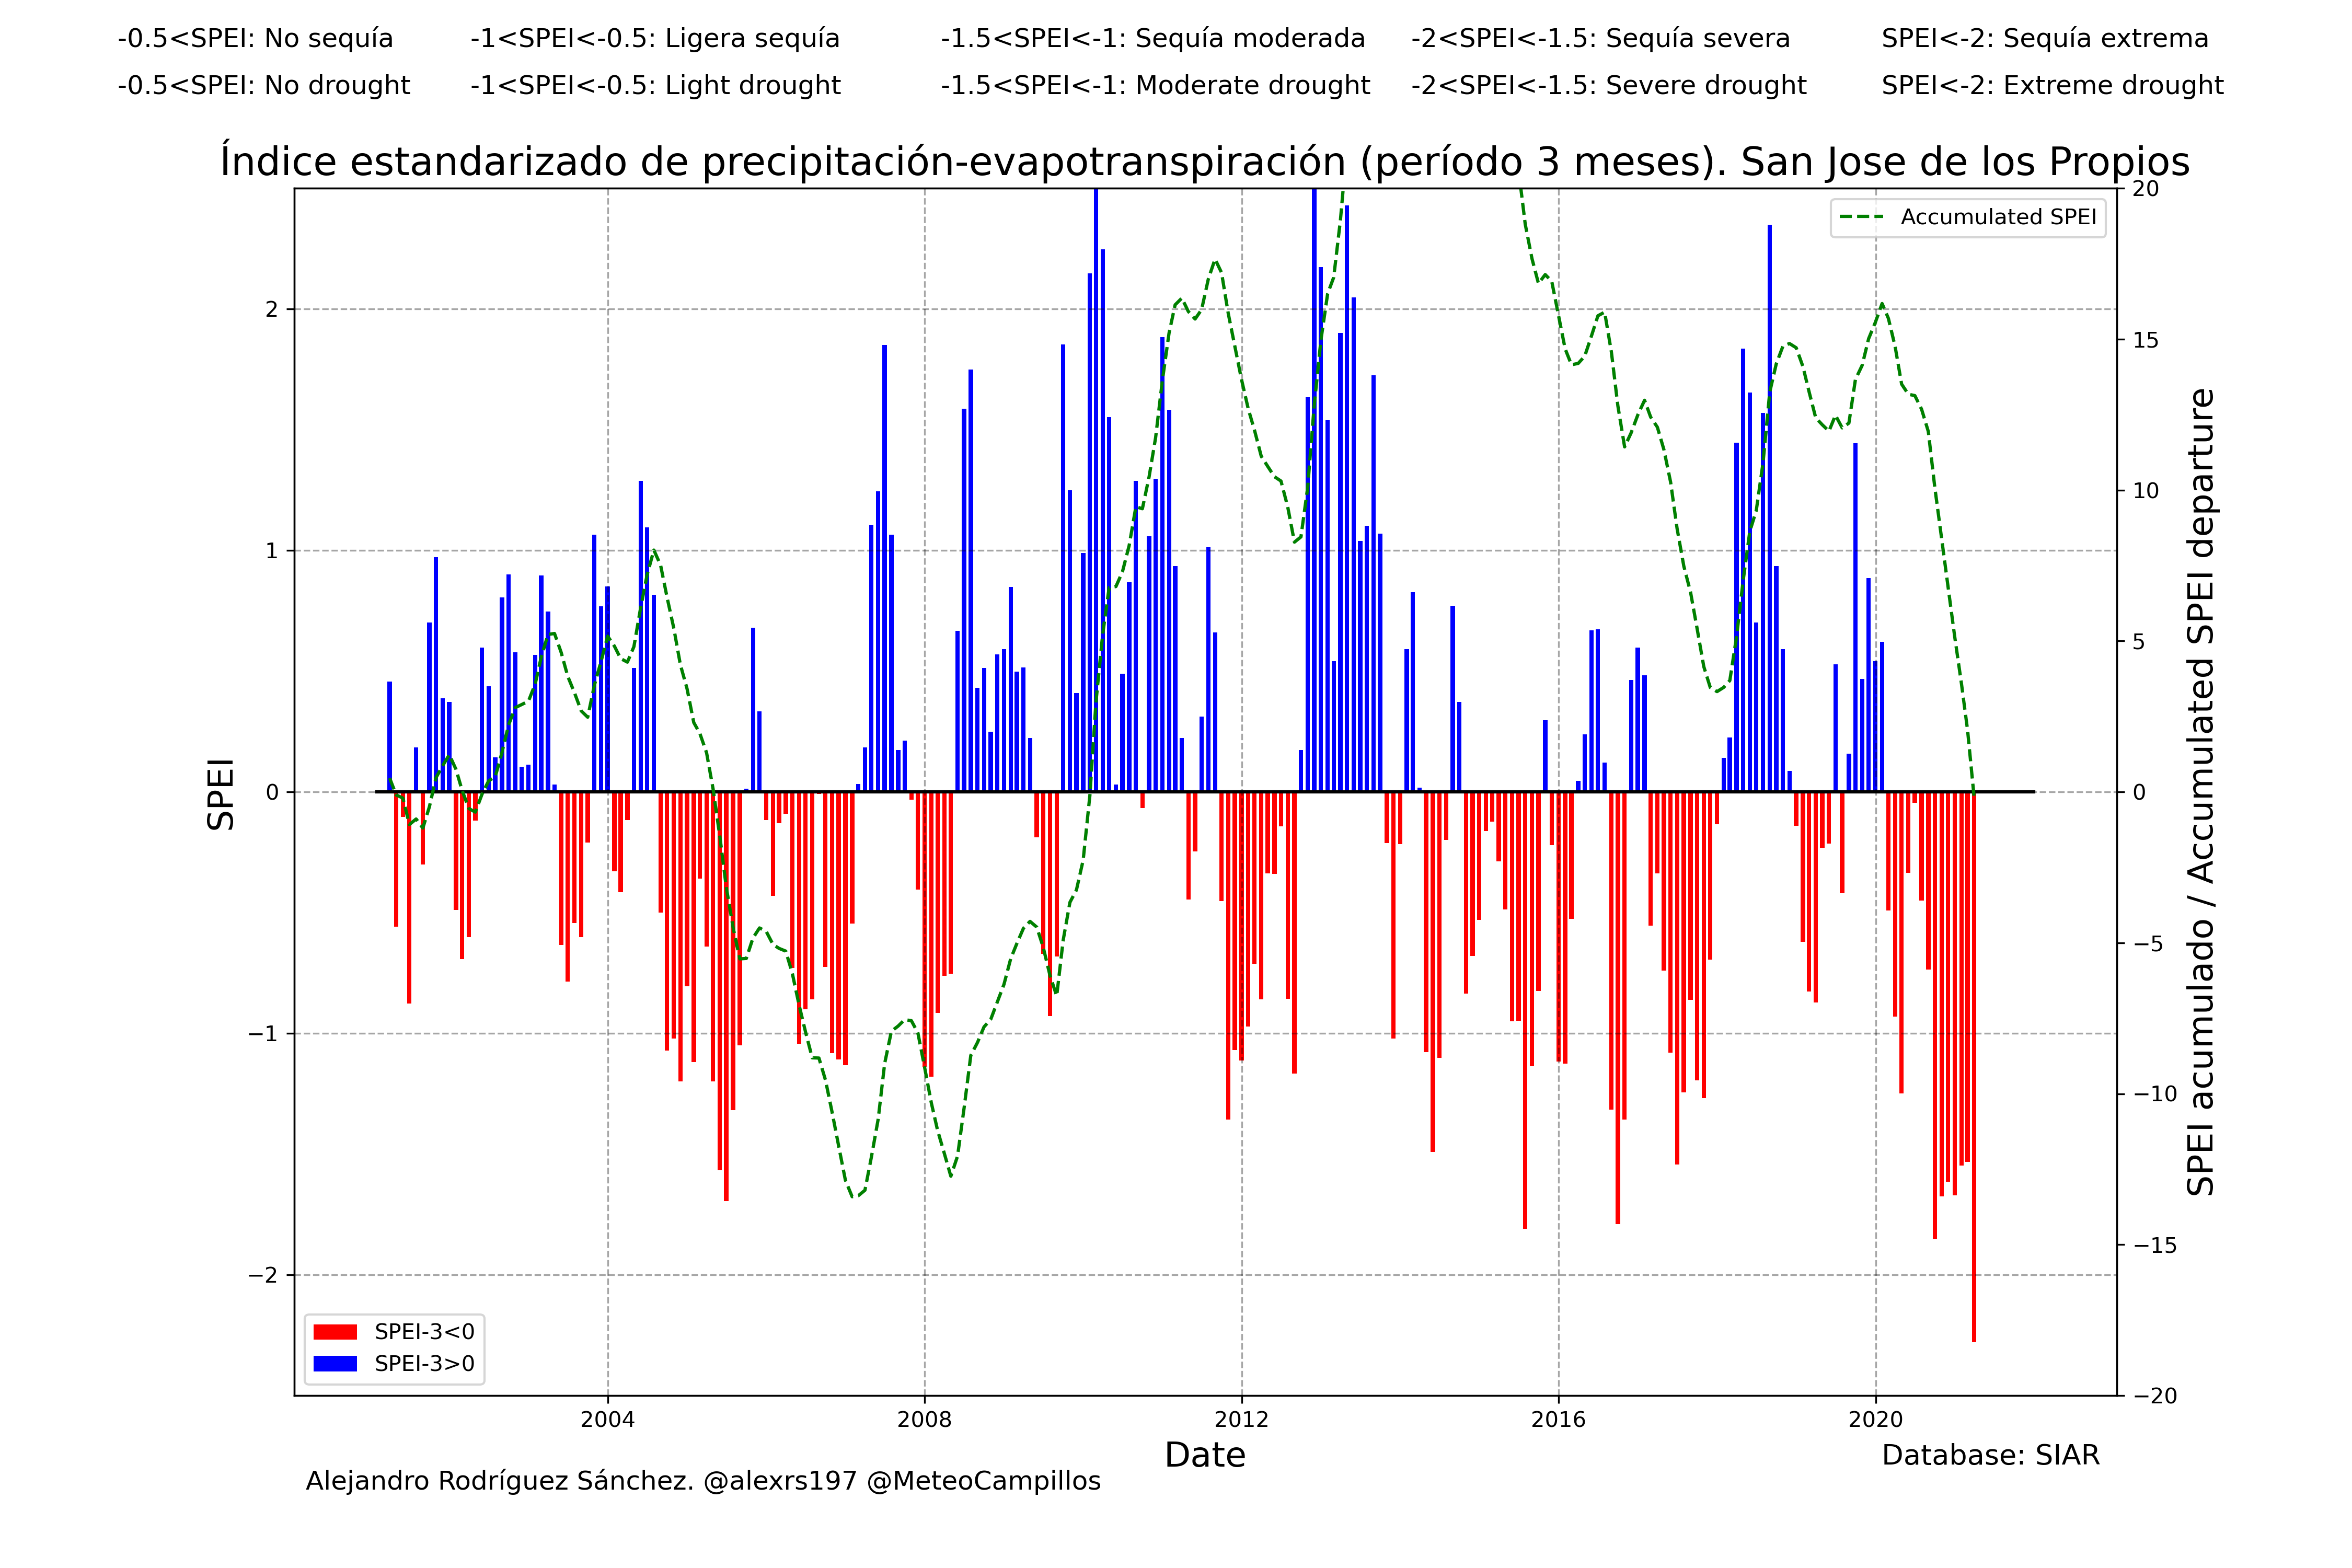 -0.5<SPEI: No sequía -1<SPEI<-0.5: Ligera sequía -1.5<SPEI<-1: Sequía moderada -2<SPEI<-1.5: Sequía severa SPEI<-2: Sequía extrema
-0.5<SPEI: No drought -1<SPEI<-0.5: Light drought -1.5<SPEI<-1: Moderate drought -2<SPEI<-1.5: Severe drought SPEI<-2: Extreme drought
Índice estandarizado de precipitación-evapotranspiración (período 3 meses). San Jose de los Propios
Accumulated SPEI
SPEI
2
1
0
−1
−2
20
15
10
5
0
−5
−10
−15
−20
SPEI acumulado / Accumulated SPEI departure
SPEI-3<0
SPEI-3>0
2004 2008 2012 2016 2020
Date
Database: SIAR
Alejandro Rodríguez Sánchez. @alexrs197 @MeteoCampillos